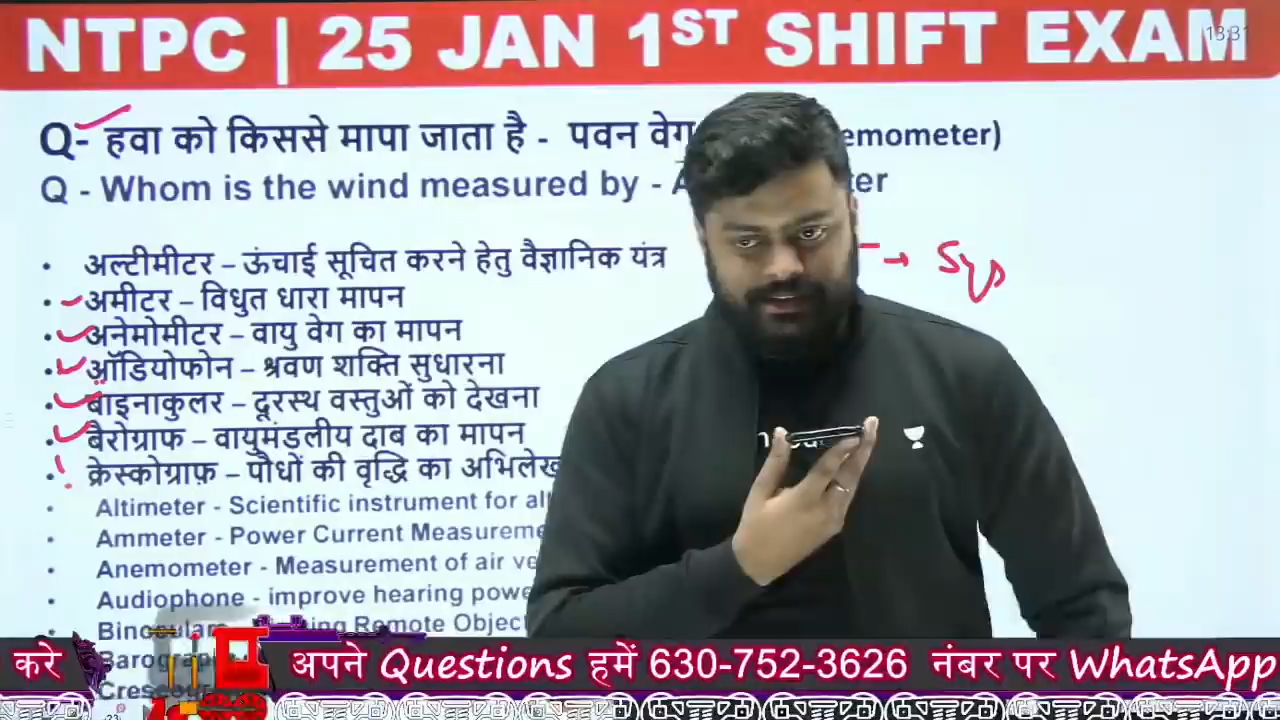 NTPC | 25 JAN 1ST SHIFT EXAM
13:31
Q- हवा को किससे मापा जाता है - पवन वेग emometer)
Q - Whom is the wind measured by - A ter
• अल्टीमीटर – ऊंचाई सूचित करने हेतु वैज्ञानिक यंत्र
• अमीटर – विधुत धारा मापन
• अनेमोमीटर – वायु वेग का मापन
• ऑडियोफोन – श्रवण शक्ति सुधारना
• बाइनाकुलर – दूरस्थ वस्तुओं को देखना
• बैरोग्राफ – वायुमंडलीय दाब का मापन
• क्रेस्कोग्राफ़ – पौधों की वृद्धि का अभिलेख
• Altimeter - Scientific instrument for al
• Ammeter - Power Current Measureme
• Anemometer - Measurement of air ve
• Audiophone - improve hearing powe
• Remote Object
करे अपने Questions हमें 630-752-3626 नंबर पर WhatsApp